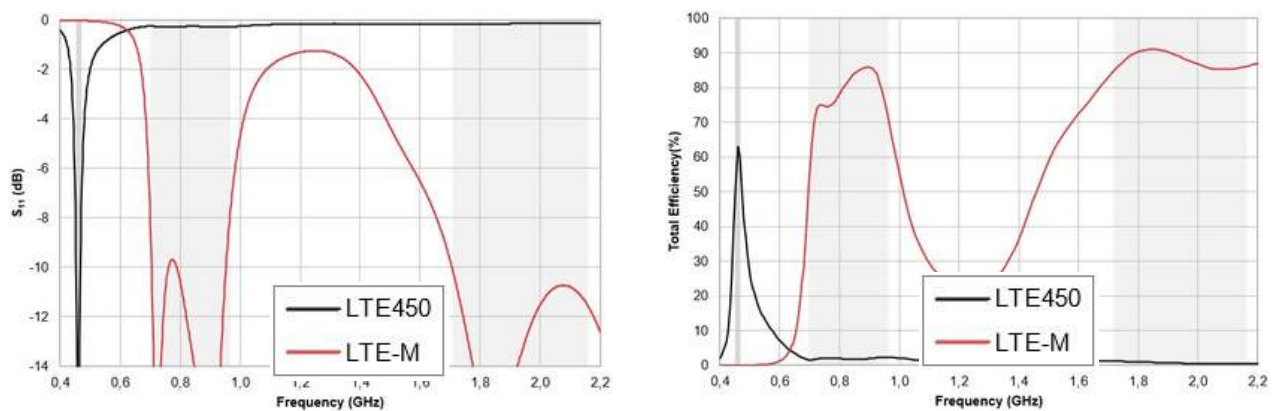 0
-2
-4
-6
-8
-10
-12
-14
S11 (dB)
0,4 0,6 0,8 1,0 1,2 1,4 1,6 1,8 2,0 2,2
Frequency (GHz)
LTE450
LTE-M
100
90
80
70
60
50
40
30
20
10
0
Total Efficiency(%)
0,4 0,6 0,8 1,0 1,2 1,4 1,6 1,8 2,0 2,2
Frequency (GHz)
LTE450
LTE-M